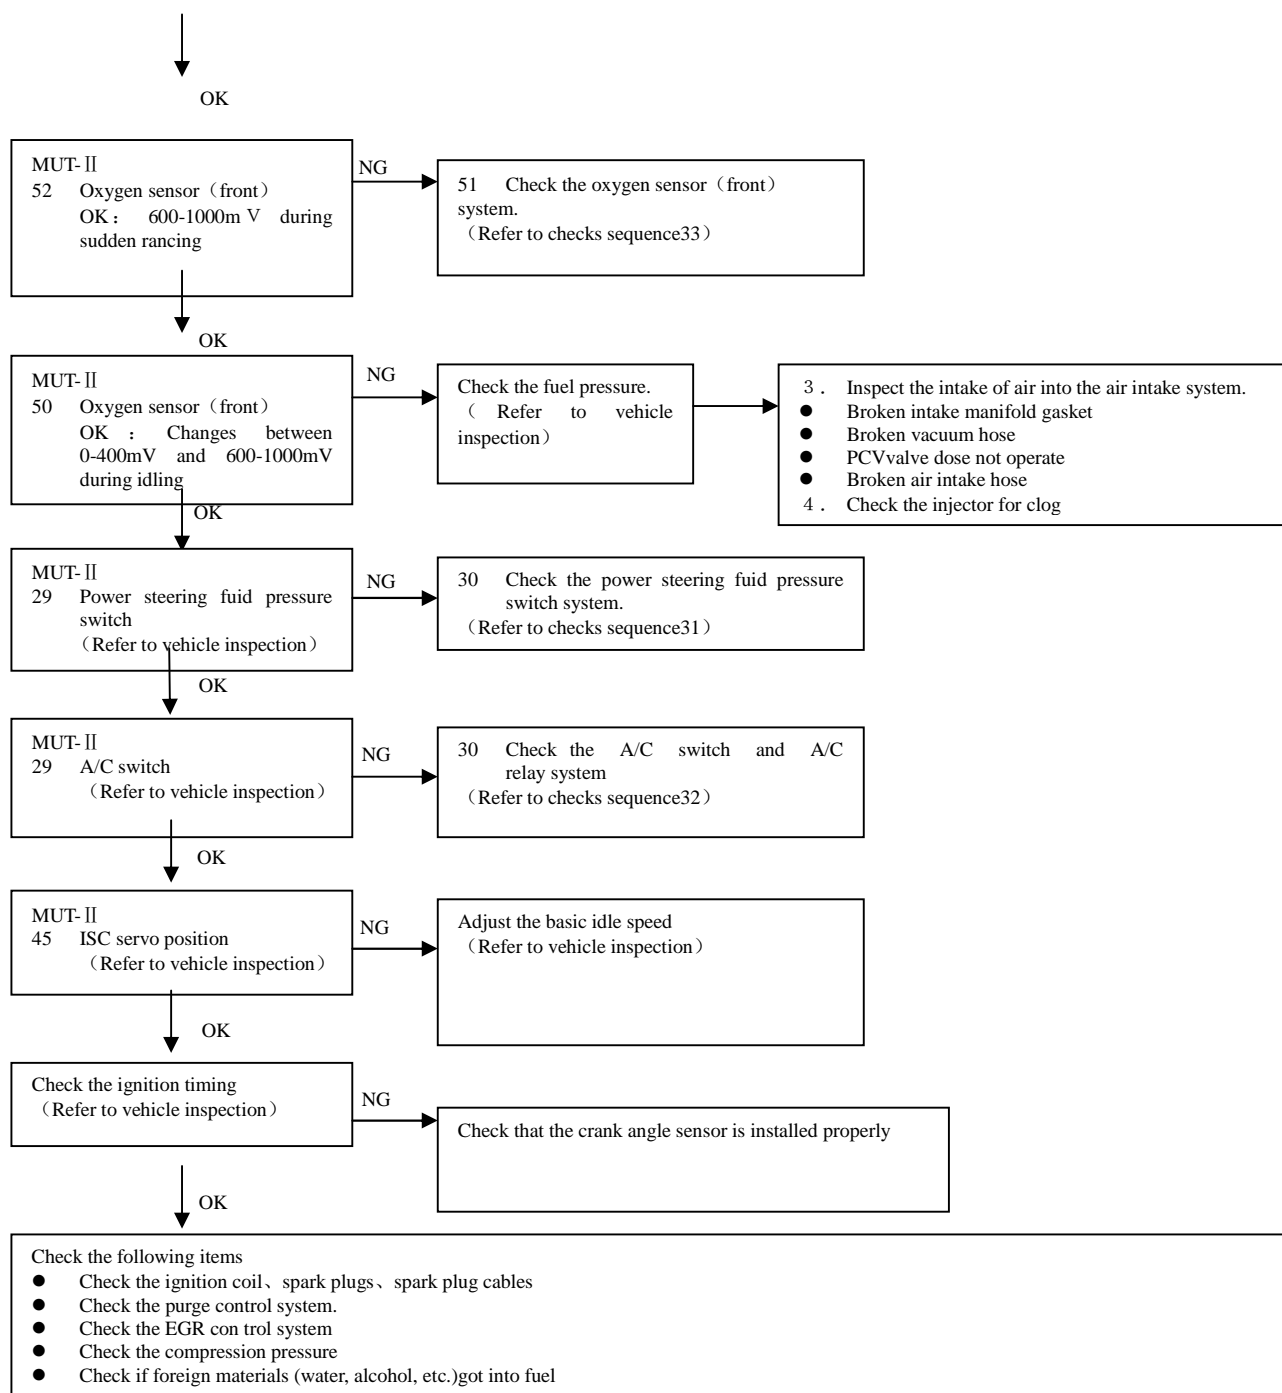 OK
MUT-Ⅱ
52 Oxygen sensor（front）
OK： 600-1000m V during
sudden rancing
NG
51 Check the oxygen sensor（front）
system.
（Refer to checks sequence33）
OK
MUT-Ⅱ
50 Oxygen sensor（front）
OK ： Changes between
0-400mV and 600-1000mV
during idling
NG
Check the fuel pressure.
（ Refer to vehicle
inspection）
３． Inspect the intake of air into the air intake system.
● Broken intake manifold gasket
● Broken vacuum hose
● PCVvalve dose not operate
● Broken air intake hose
４． Check the injector for clog
OK
MUT-Ⅱ
29 Power steering fuid pressure
switch
（Refer to vehicle inspection）
NG
30 Check the power steering fuid pressure
switch system.
（Refer to checks sequence31）
OK
MUT-Ⅱ
29 A/C switch
（Refer to vehicle inspection）
NG
30 Check the A/C switch and A/C
relay system
（Refer to checks sequence32）
OK
MUT-Ⅱ
45 ISC servo position
（Refer to vehicle inspection）
NG
Adjust the basic idle speed
（Refer to vehicle inspection）
OK
Check the ignition timing
（Refer to vehicle inspection）
NG
Check that the crank angle sensor is installed properly
OK
Check the following items
● Check the ignition coil、spark plugs、spark plug cables
● Check the purge control system.
● Check the EGR con trol system
● Check the compression pressure
● Check if foreign materials (water, alcohol, etc.)got into fuel